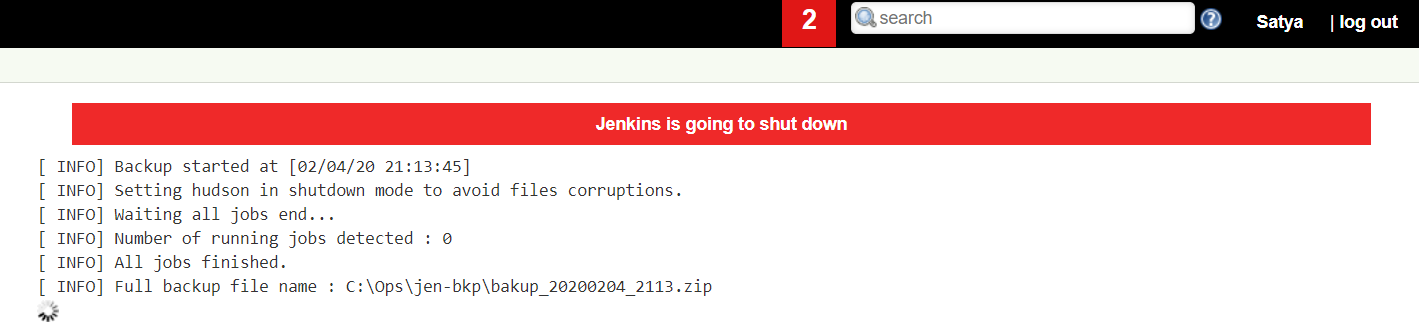 2 search ? Satya | log out
Jenkins is going to shut down
[ INFO] Backup started at [02/04/20 21:13:45]
[ INFO] Setting hudson in shutdown mode to avoid files corruptions.
[ INFO] Waiting all jobs end...
[ INFO] Number of running jobs detected : 0
[ INFO] All jobs finished.
[ INFO] Full backup file name : C:\Ops\jen-bkp\bakup_20200204_2113.zip